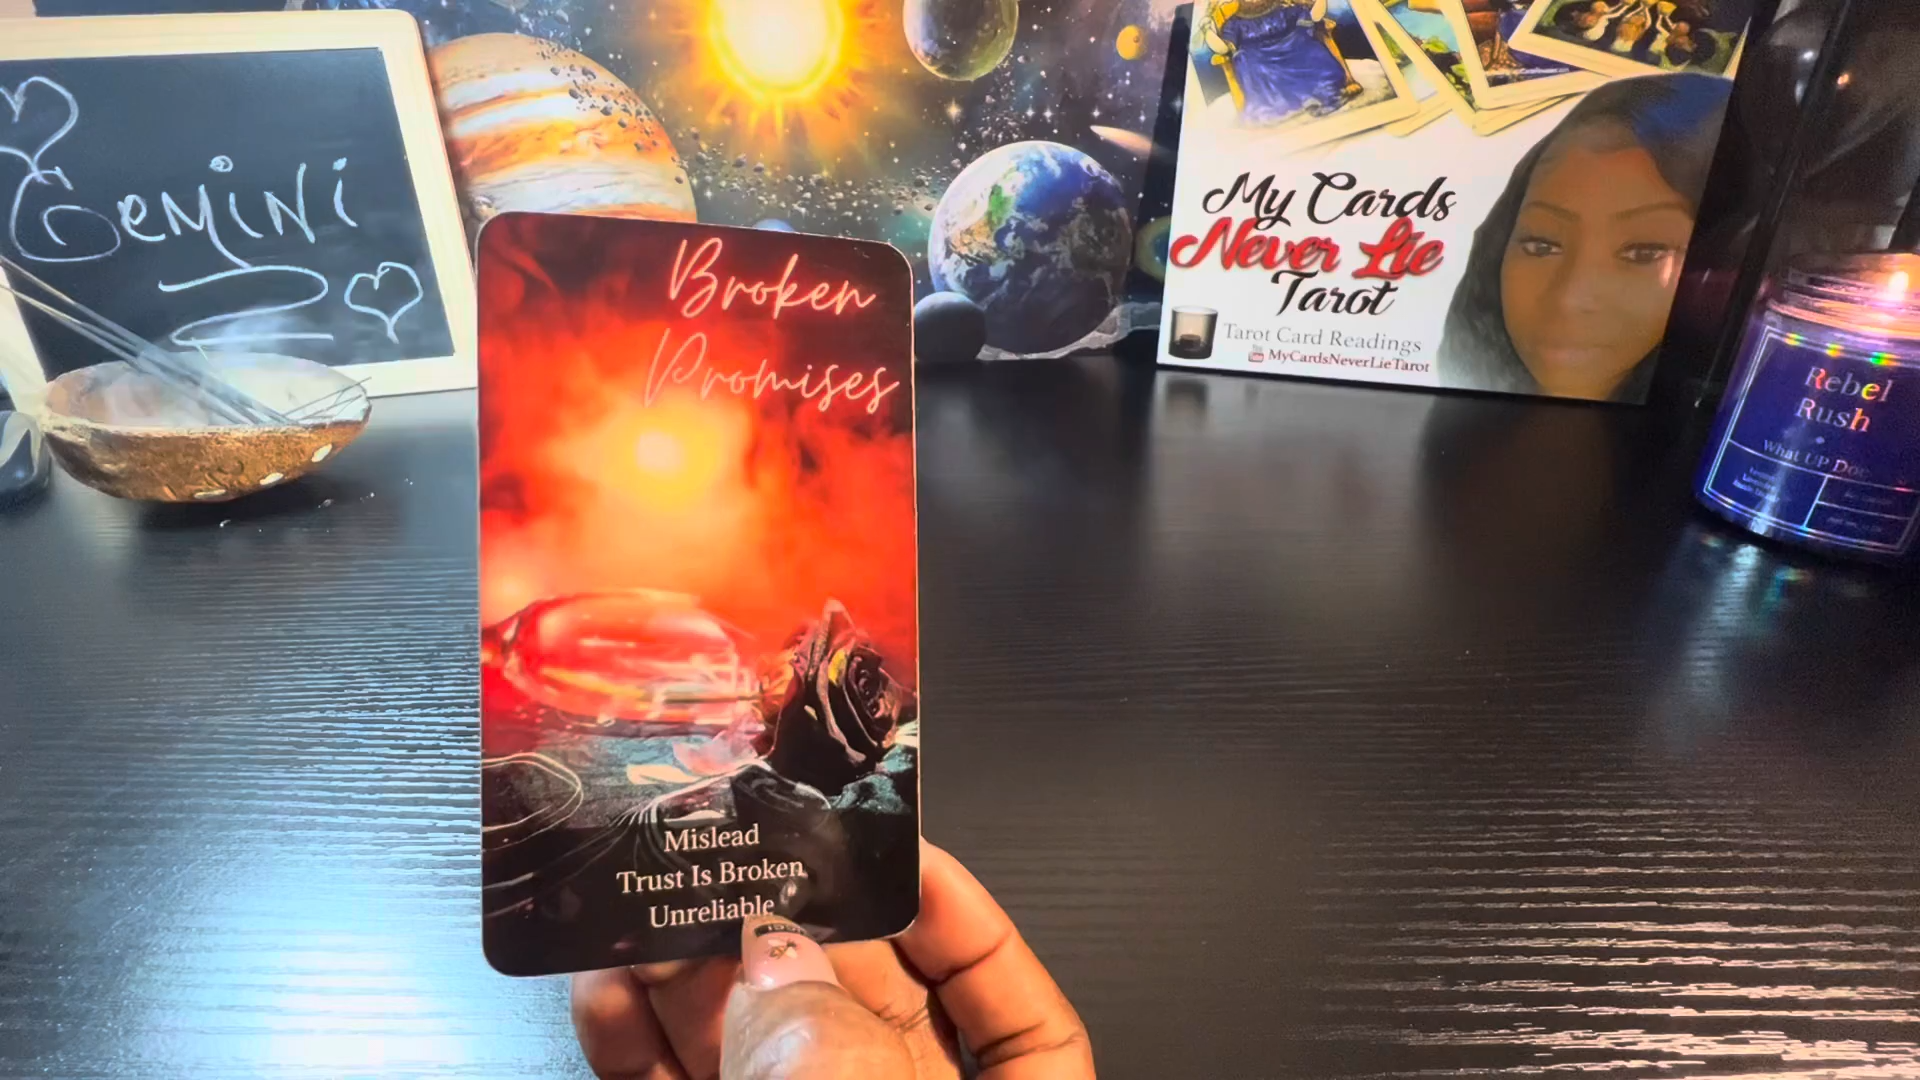 Gemini
Broken
Promises
Mislead
Trust Is Broken
Unreliable
My Cards
Never Lie
Tarot
Tarot Card Readings
MyCardsNeverLieTarot
Rebel
Rush
What UP Doc